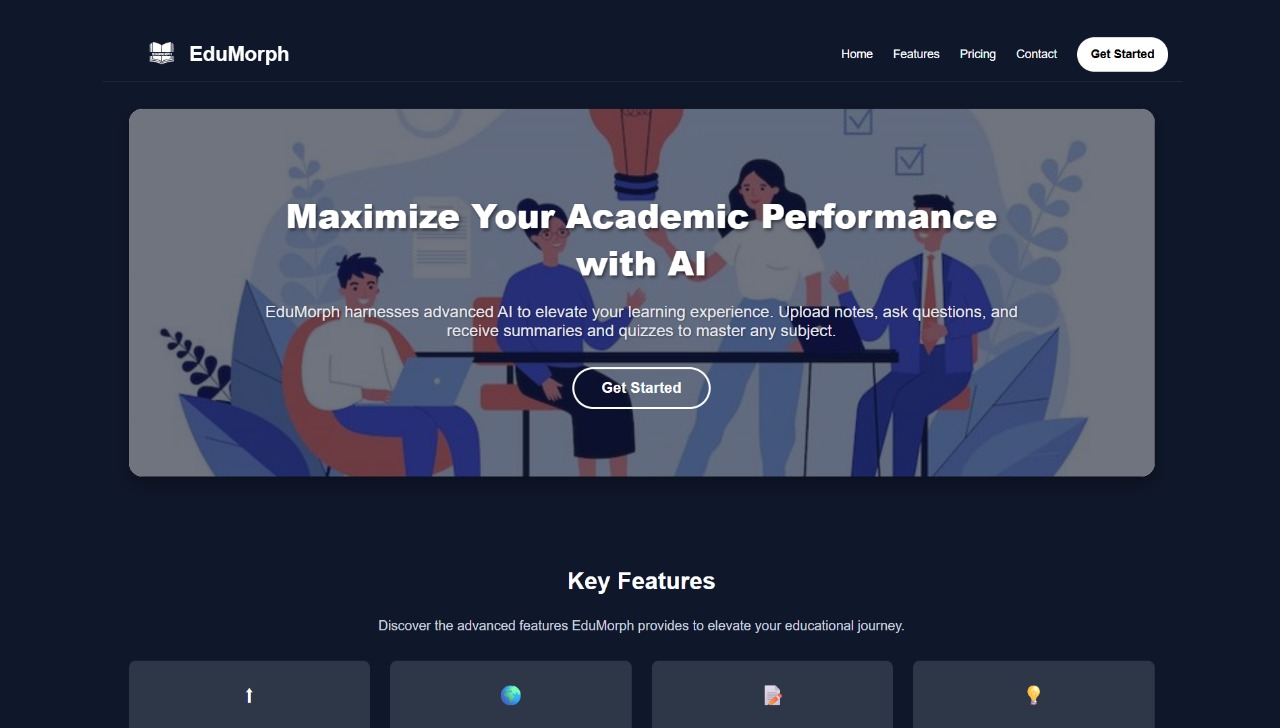 EduMorph
Home
Features
Pricing
Contact
Get Started
Maximize Your Academic Performance
with AI
EduMorph harnesses advanced AI to elevate your learning experience. Upload notes, ask questions, and
receive summaries and quizzes to master any subject.
Get Started
Key Features
Discover the advanced features EduMorph provides to elevate your educational journey.